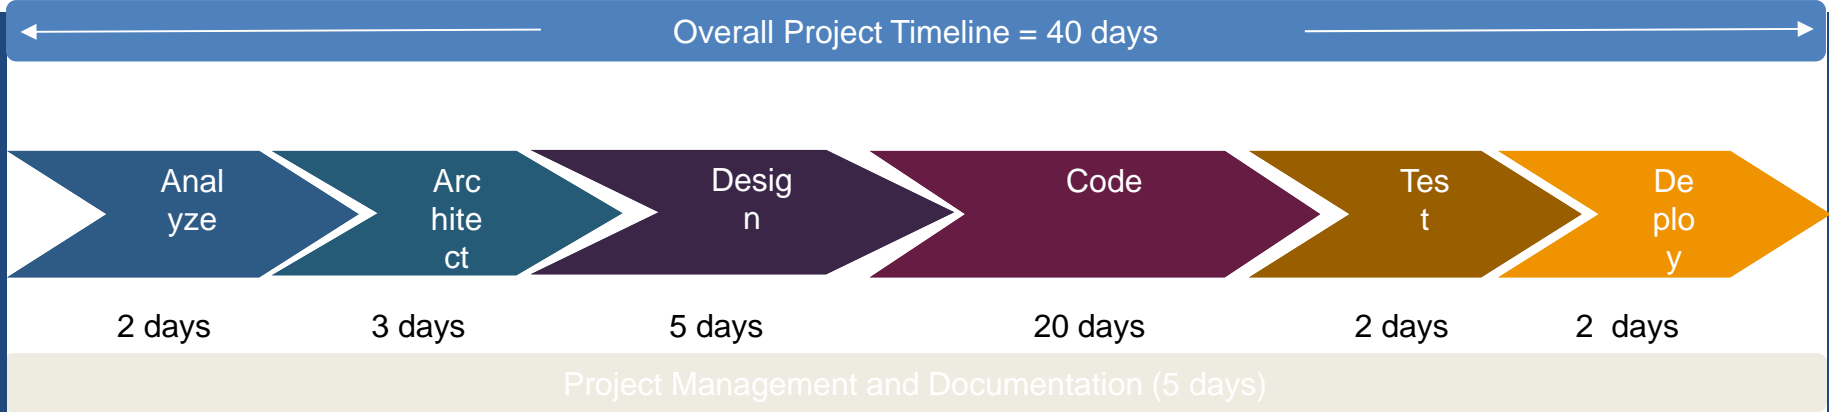 Overall Project Timeline = 40 days
Anal
yze
Arc
hite
ct
Desig
n
Code
Tes
t
De
plo
y
2 days
3 days
5 days
20 days
2 days
2 days
Project Management and Documentation (5 days)